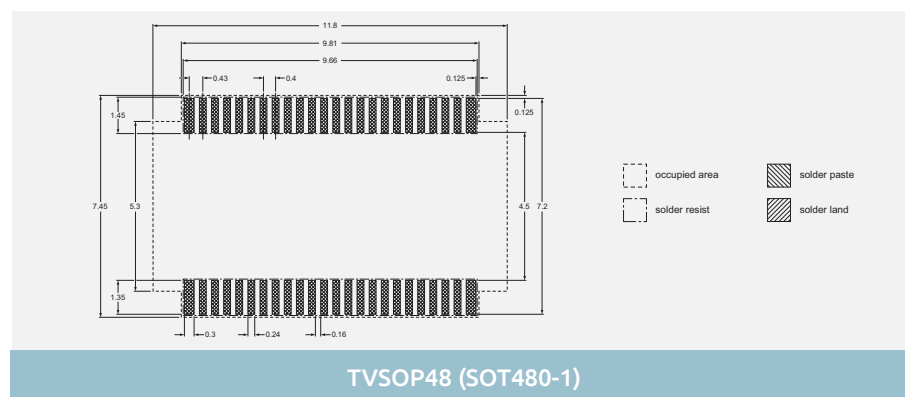 11.8
9.81
9.66
0.43 0.4 0.125
1.45 0.125
7.45 5.3 4.5 7.2
occupied area solder paste
solder resist solder land
1.35
0.3 0.24 0.16
TVSOP48 (SOT480-1)